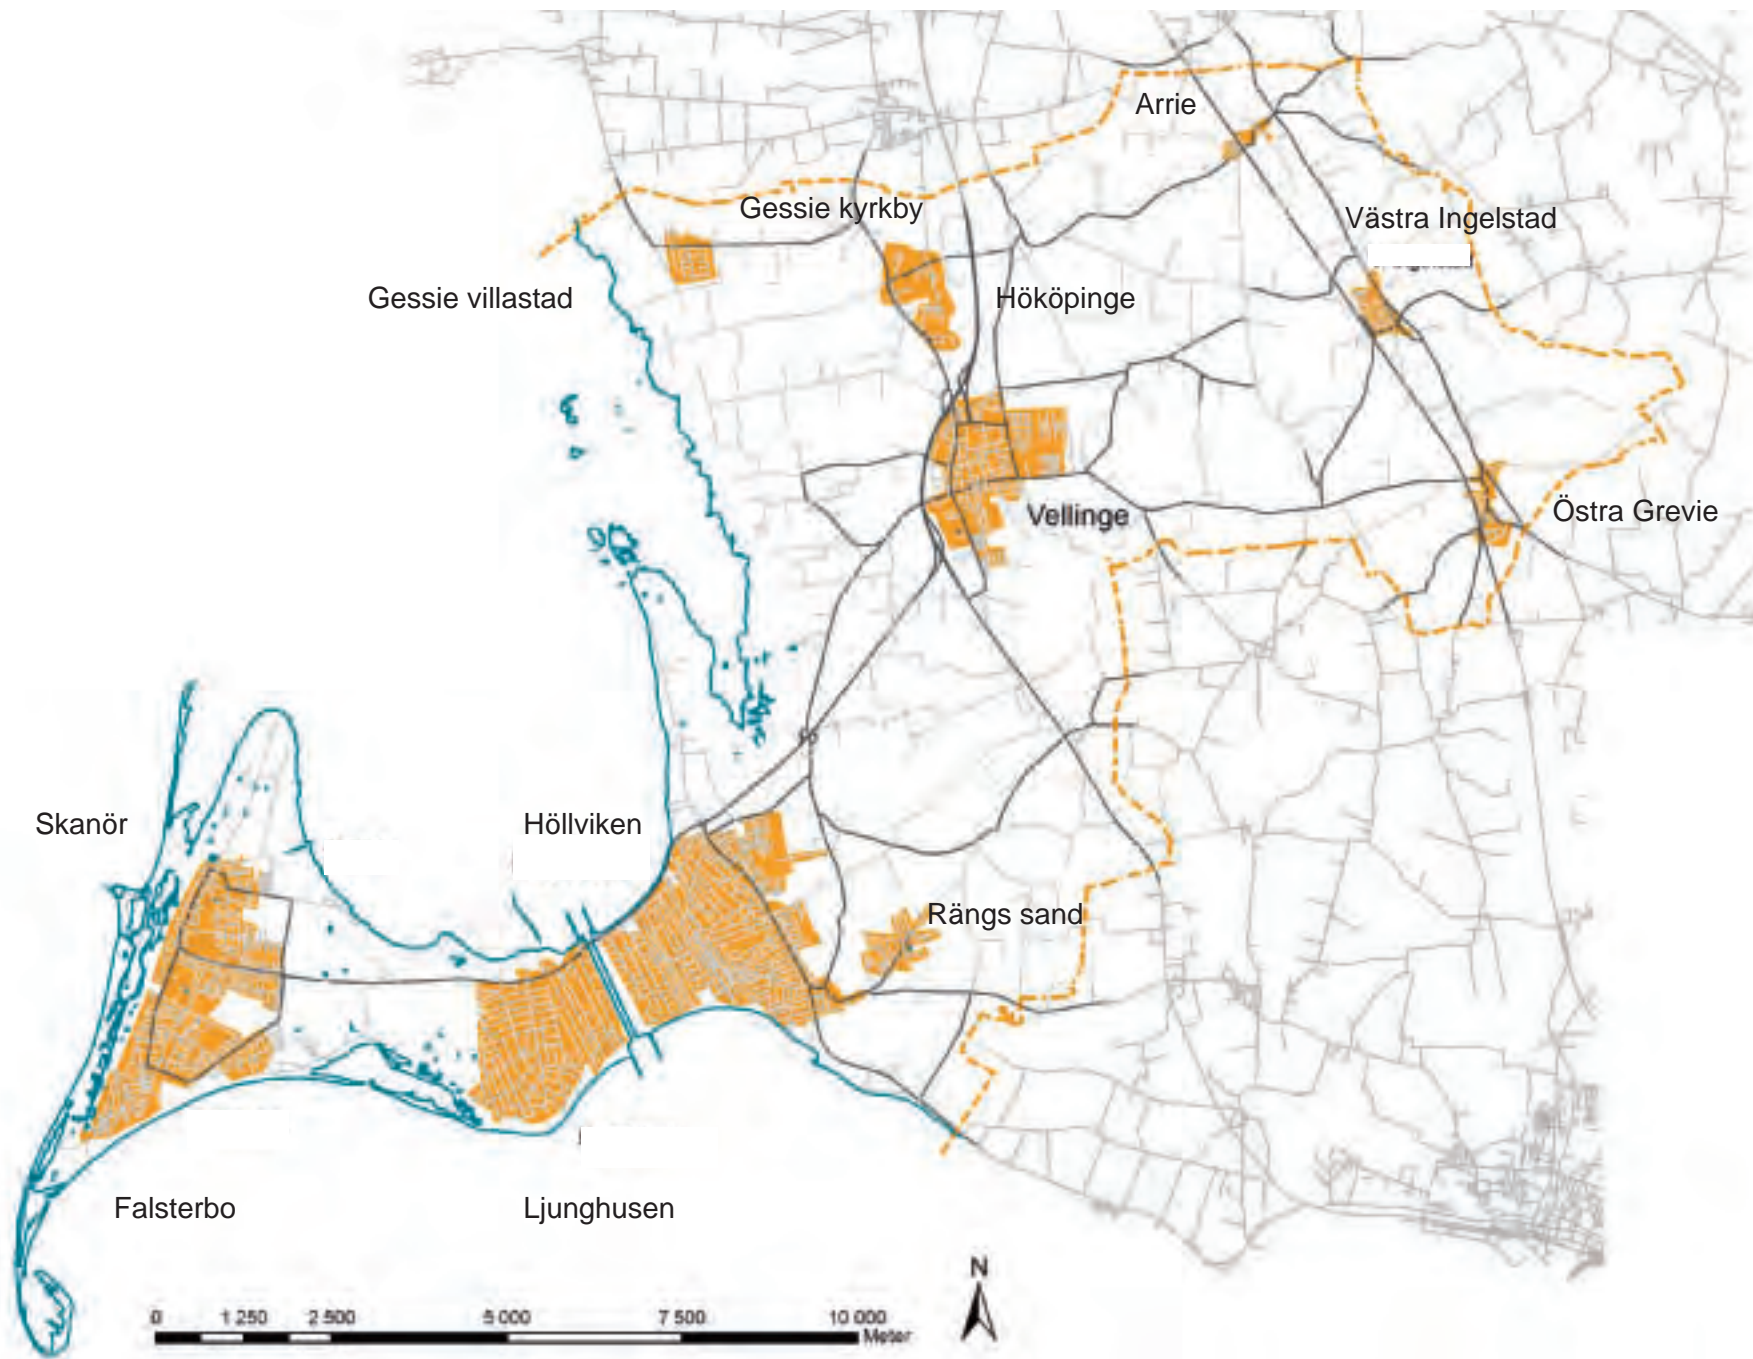 Arrie
Gessie kyrkby
Västra Ingelstad
Gessie villastad
Hököpinge
Vellinge
Östra Grevie
Skanör
Höllviken
Rängs sand
Falsterbo
Ljunghusen
N
0 1 250 2 500 5 000 7 500 10 000
Meter